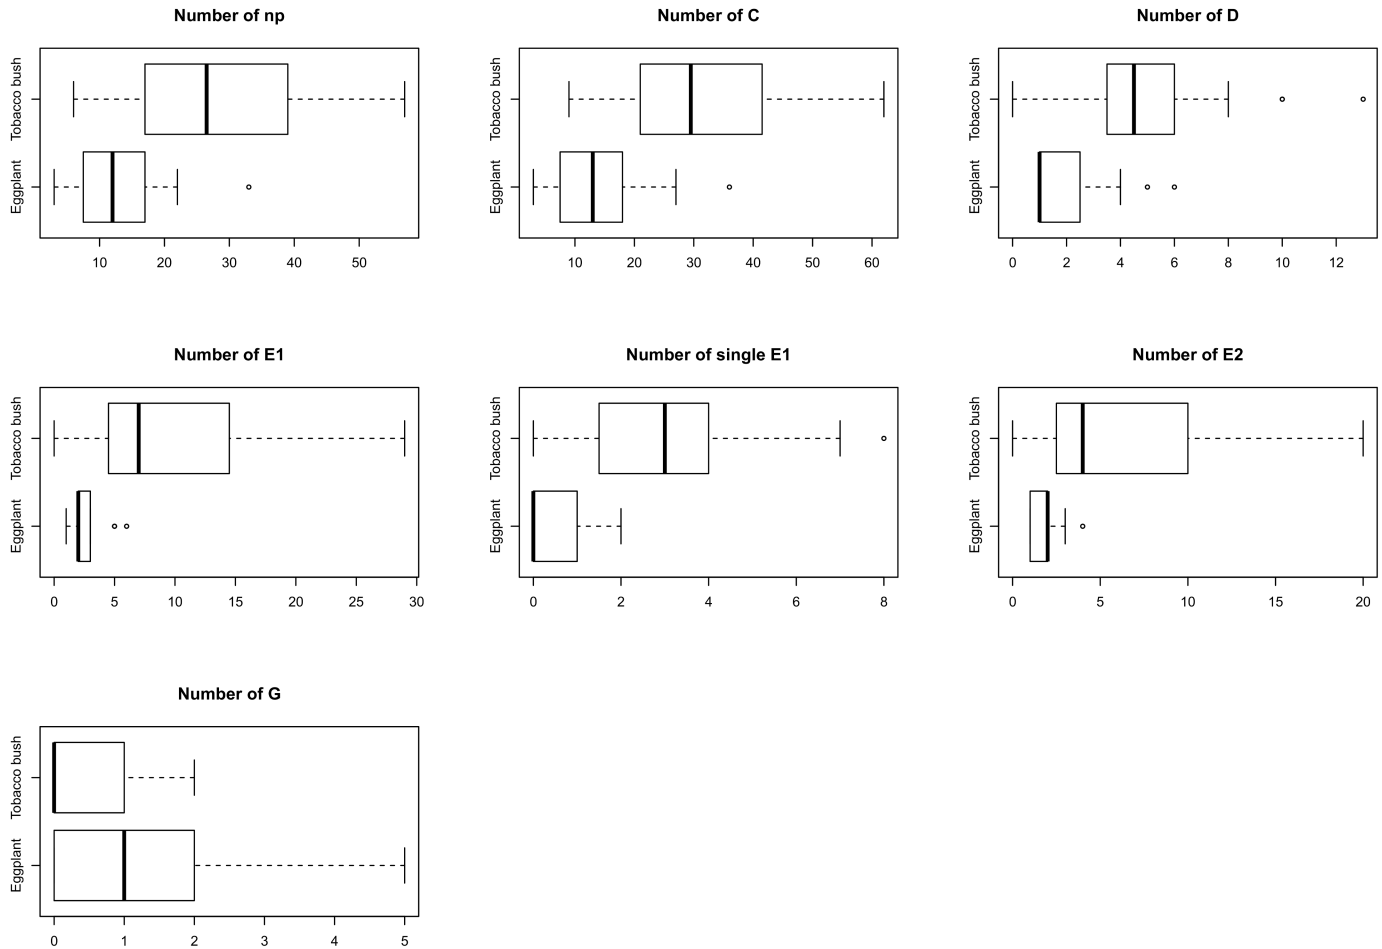 Number of np
Tobacco bush
Eggplant
10 20 30 40 50
Number of C
Tobacco bush
Eggplant
10 20 30 40 50 60
Number of D
Tobacco bush
Eggplant
0 2 4 6 8 10 12
Number of E1
Tobacco bush
Eggplant
0 5 10 15 20 25 30
Number of single E1
Tobacco bush
Eggplant
0 2 4 6 8
Number of E2
Tobacco bush
Eggplant
0 5 10 15 20
Number of G
Tobacco bush
Eggplant
0 1 2 3 4 5